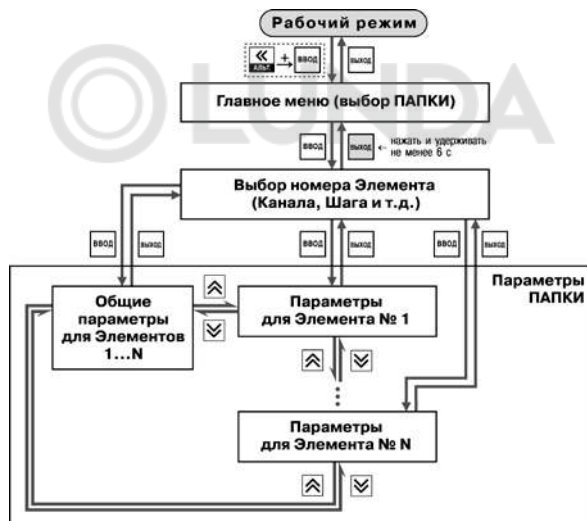 Рабочий режим
АЛЬТ.
+
ВВОД
ВЫХОД
LUNDA
Главное меню (выбор ПАПКИ)
ВВОД
ВЫХОД
нажать и удерживать
не менее 6 с
Выбор номера Элемента
(Канала, Шага и т.д.)
ВВОД
ВЫХОД
ВВОД
ВЫХОД
ВВОД
ВЫХОД
Параметры
ПАПКИ
Общие
параметры
для Элементов
1...N
Параметры
для Элемента № 1
Параметры
для Элемента № N